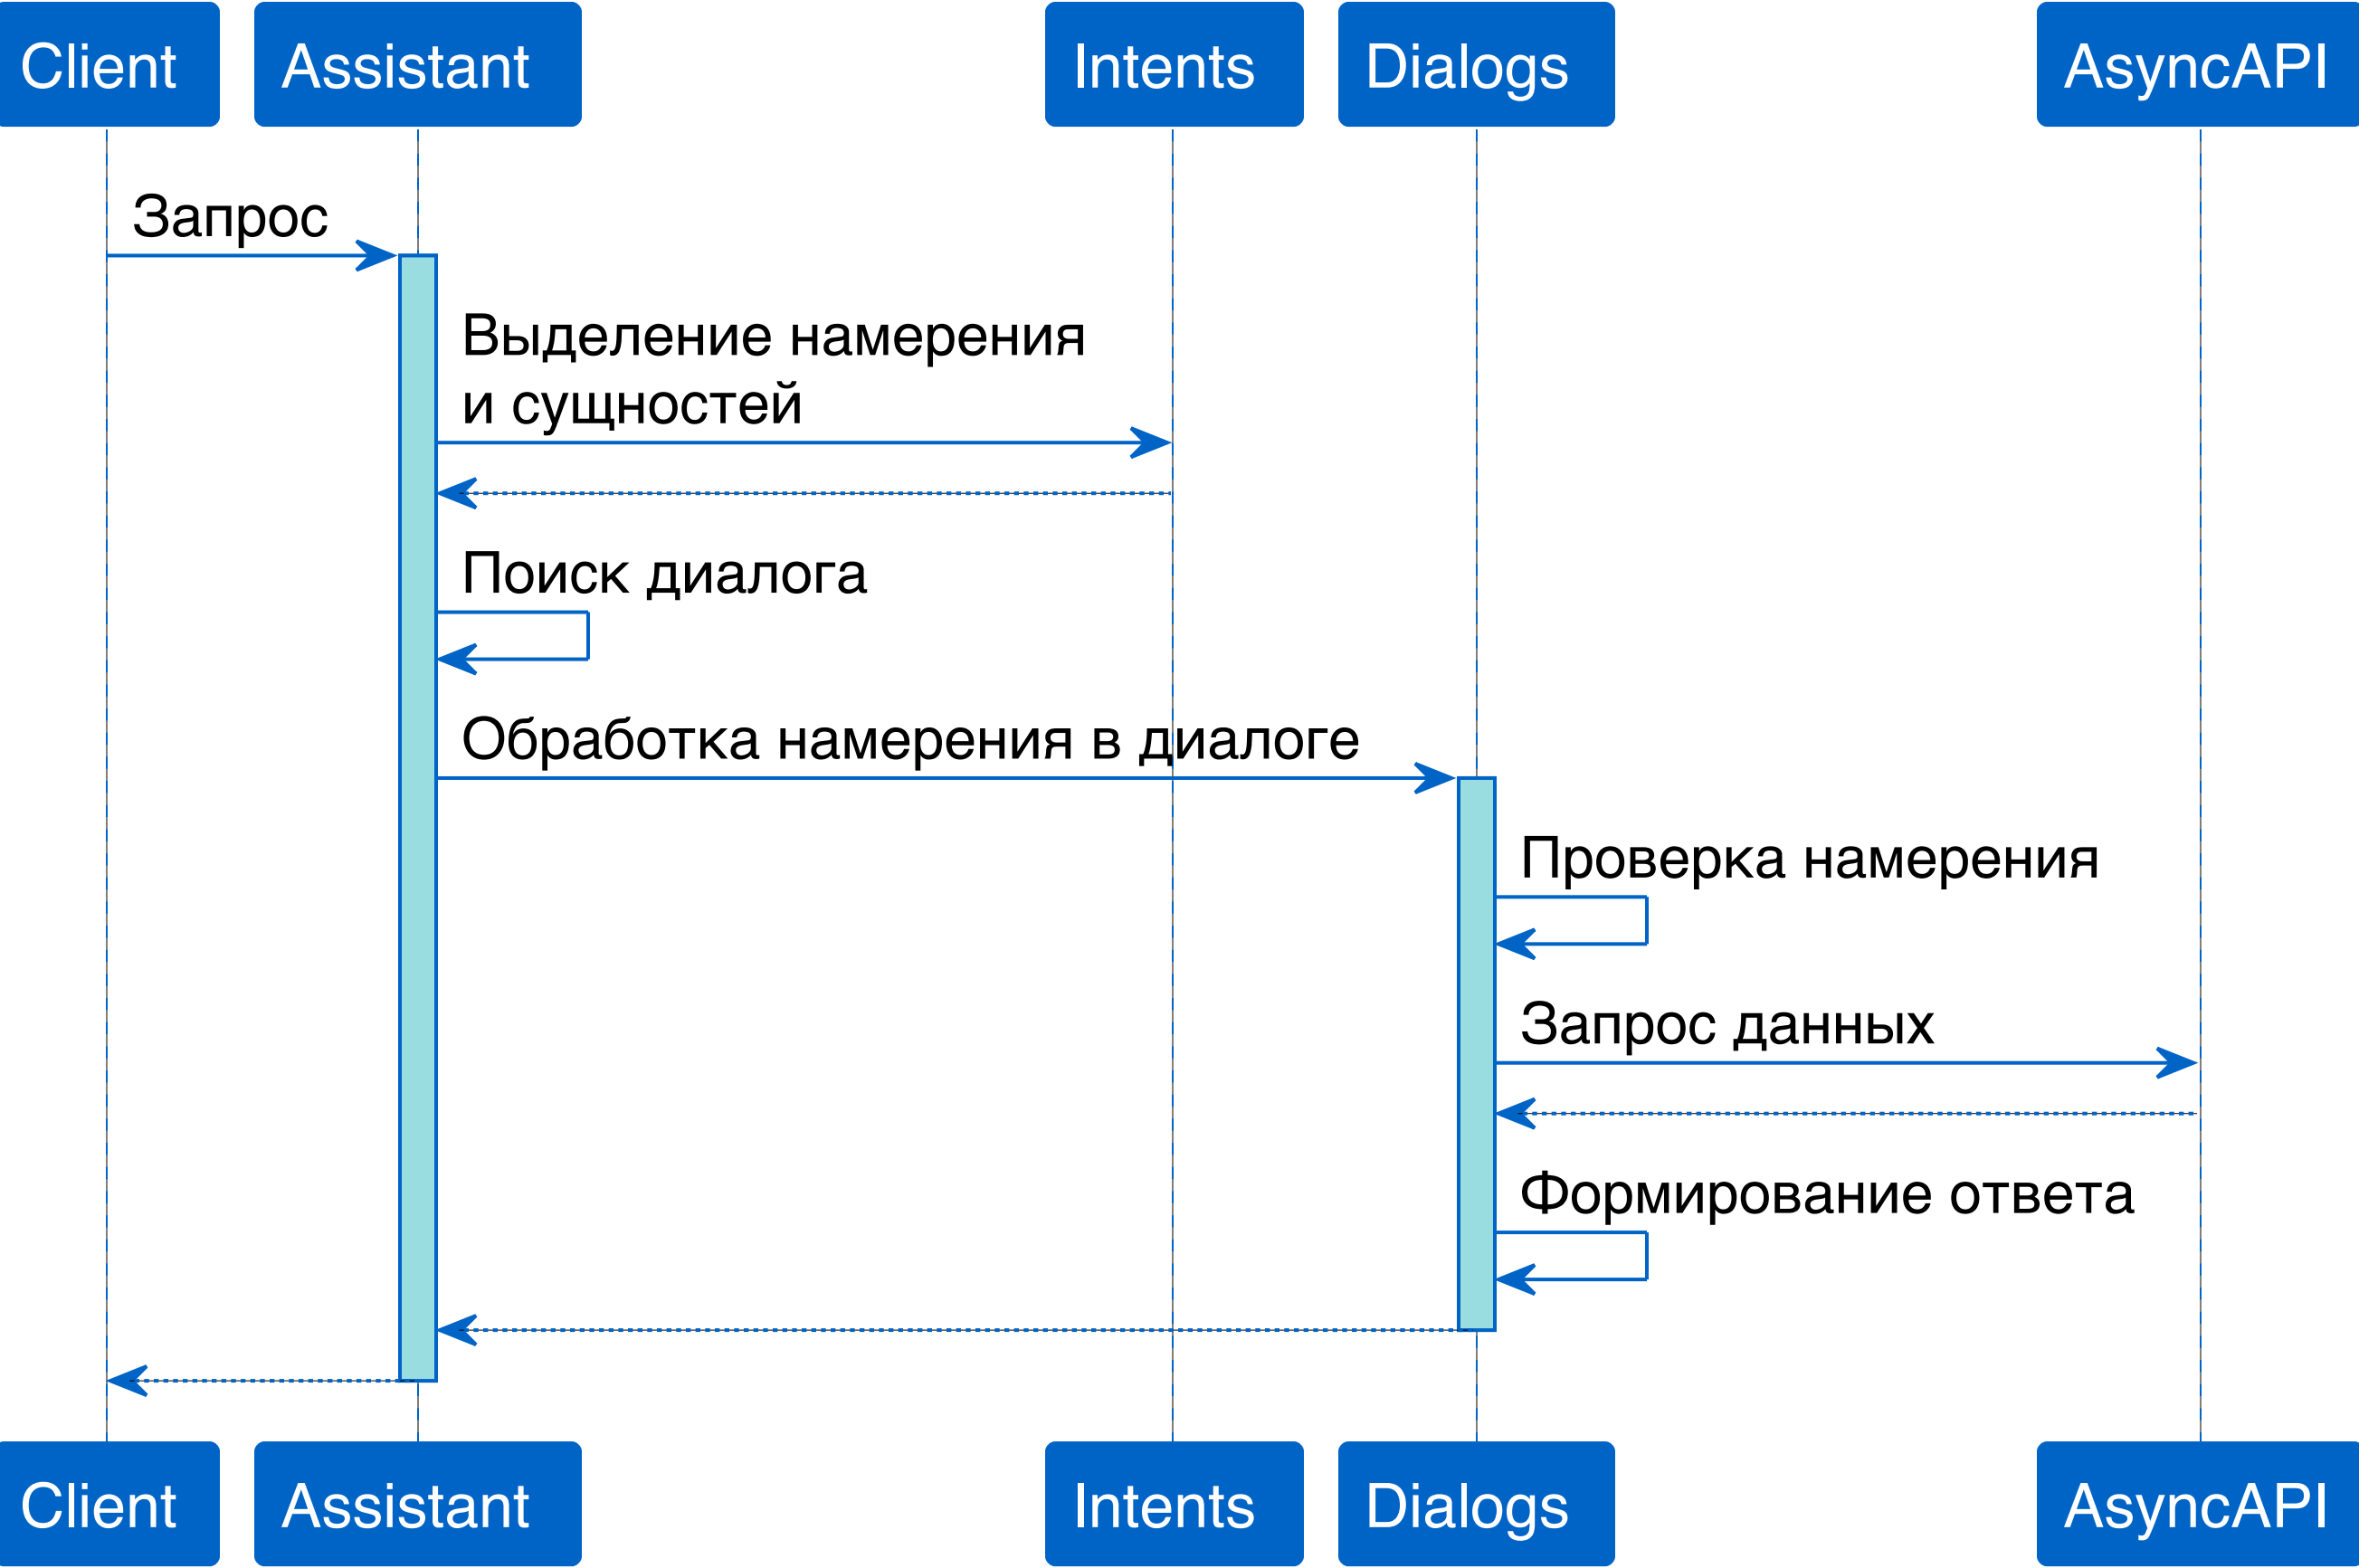 Client
Assistant
Intents
Dialogs
AsyncAPI
Запрос
Выделение намерения
и сущностей
Поиск диалога
Обработка намерения в диалоге
Проверка намерения
Запрос данных
Формирование ответа
Client
Assistant
Intents
Dialogs
AsyncAPI